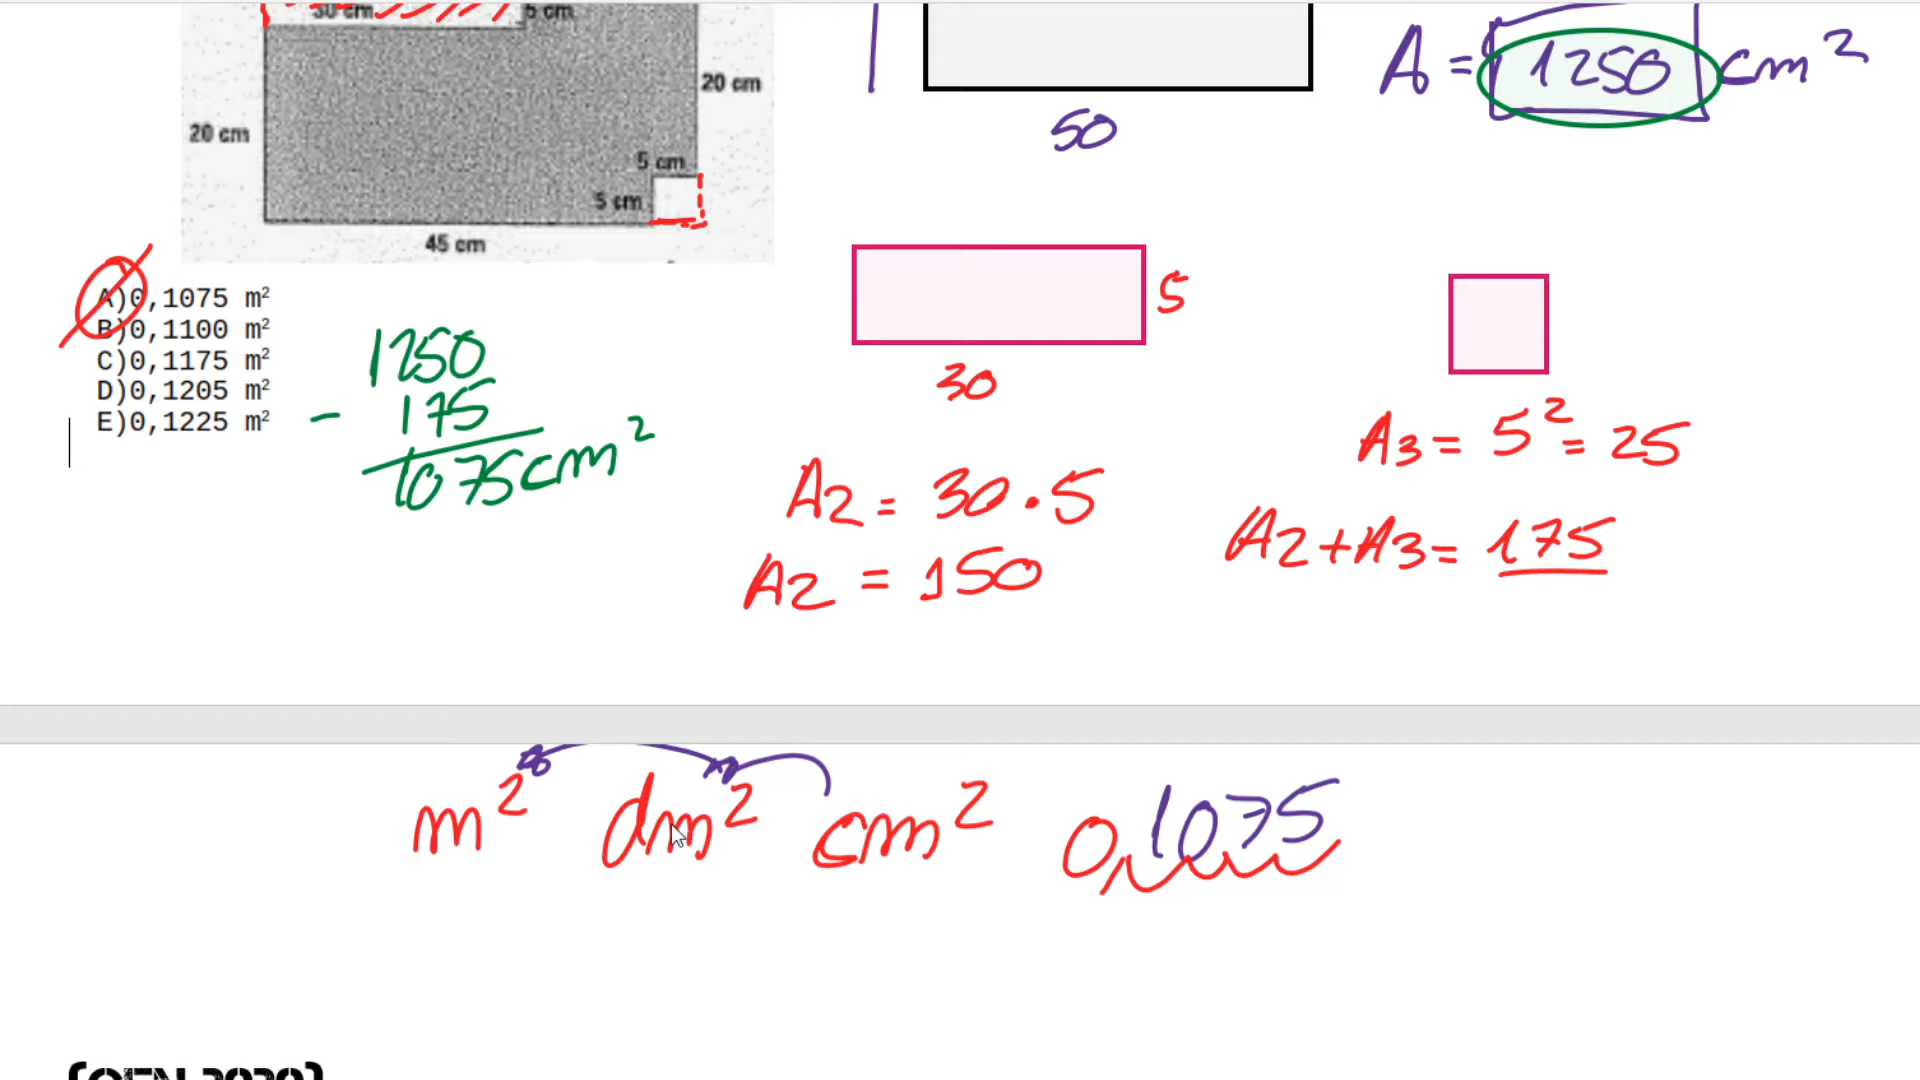 30 cm 5 cm
20 cm
20 cm
5 cm
5 cm
45 cm
50
A = 1250 cm²
A)0,1075 m²
B)0,1100 m²
C)0,1175 m²
D)0,1205 m²
E)0,1225 m²
1250
- 175
1075cm²
5
30
A2 = 30.5
A2 = 150
A3 = 5² = 25
A2+A3= 175
m² dm² cm² 0,1075